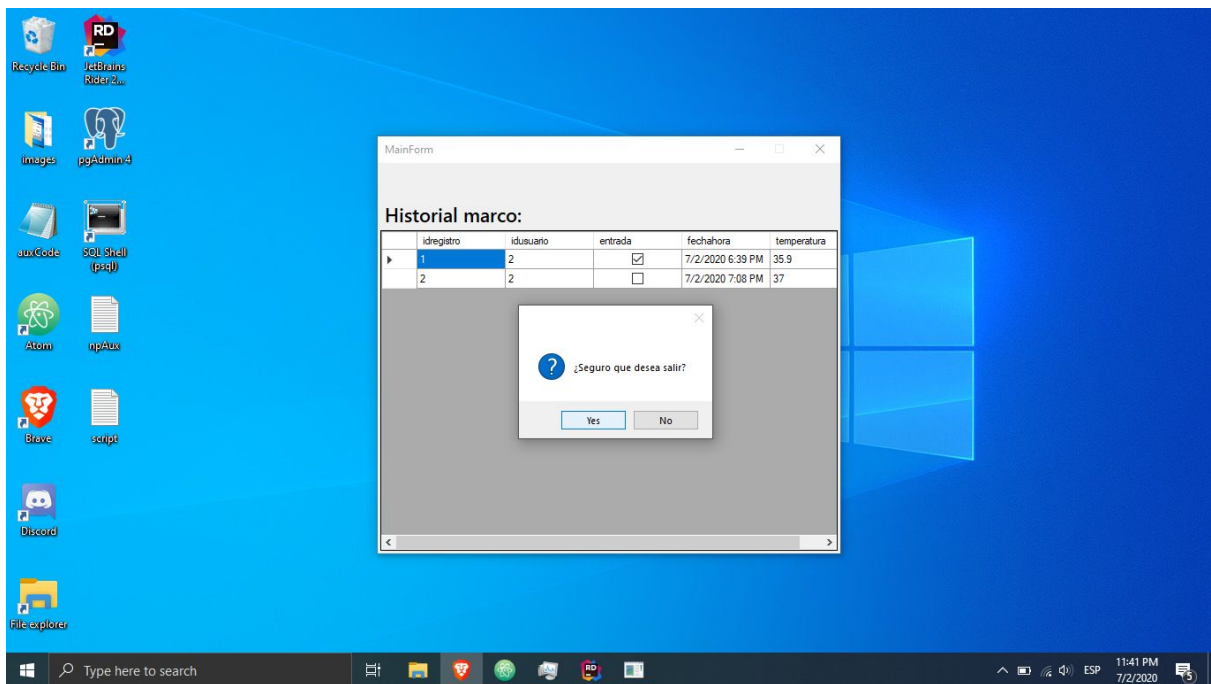 Recycle Bin
JetBrains
Rider 2...
images
pgAdmin 4
auxCode
SQL Shell
(psql)
Atom
npAux
Brave
script
Discord
File explorer
RD
MainForm
Historial marco:
idregistro idusuario entrada fechahora temperatura
1 2 7/2/2020 6:39 PM 35.9
2 2 7/2/2020 7:08 PM 37
¿Seguro que desea salir?
Yes No
Type here to search
ESP
11:41 PM
7/2/2020
5